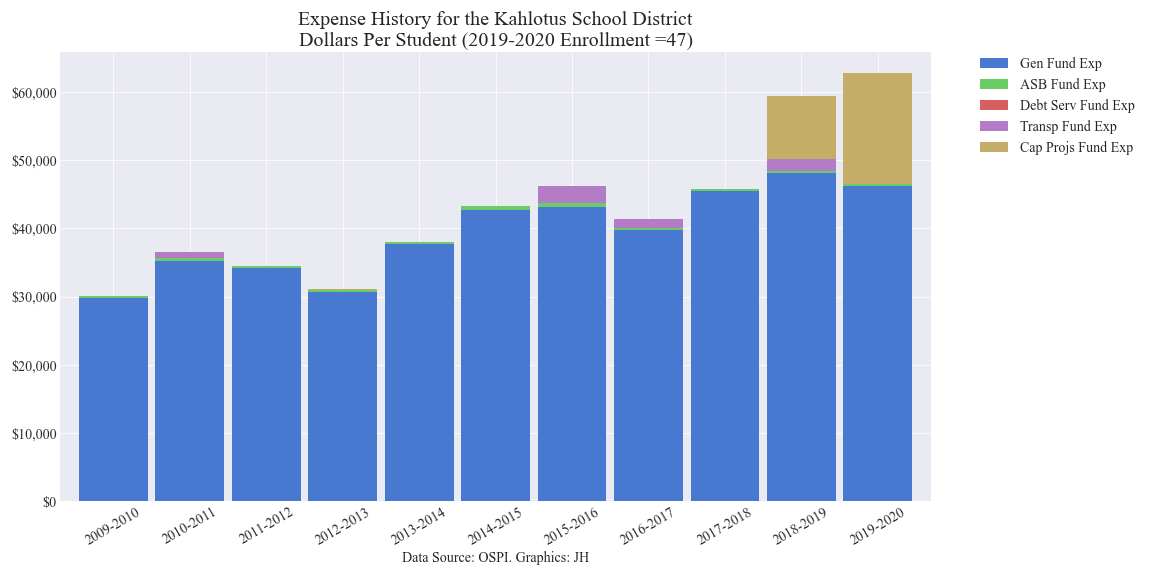 Expense History for the Kahlotus School District
Dollars Per Student (2019-2020 Enrollment =47)
Gen Fund Exp
ASB Fund Exp
Debt Serv Fund Exp
Transp Fund Exp
Cap Projs Fund Exp
$60,000
$50,000
$40,000
$30,000
$20,000
$10,000
$0
2009-2010
2010-2011
2011-2012
2012-2013
2013-2014
2014-2015
2015-2016
2016-2017
2017-2018
2018-2019
2019-2020
Data Source: OSPI. Graphics: JH